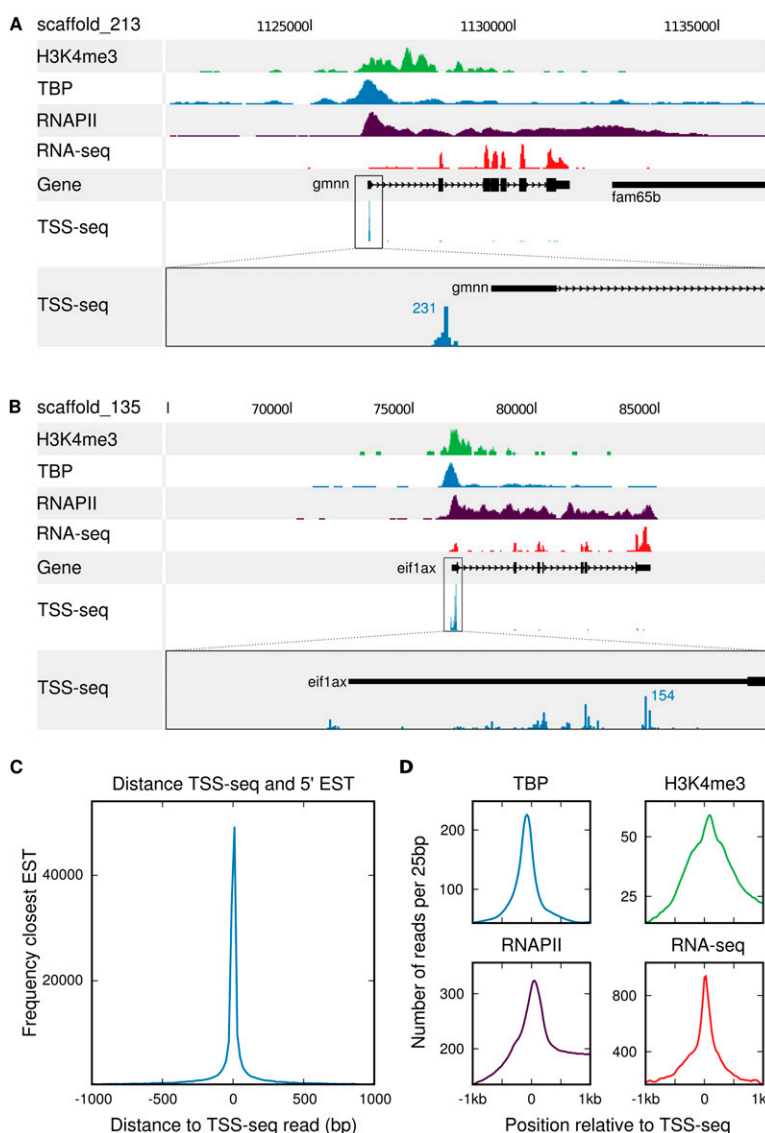 A scaffold_213 1125000 1130000 1135000
H3K4me3
TBP
RNAPII
RNA-seq
Gene gmnn fam65b
TSS-seq
TSS-seq gmnn 231
B scaffold_135 70000 75000 80000 85000
H3K4me3
TBP
RNAPII
RNA-seq
Gene eif1ax
TSS-seq
TSS-seq eif1ax 154
C
Distance TSS-seq and 5' EST
Frequency closest EST
40000
20000
-1000 -500 0 500 1000
Distance to TSS-seq read (bp)
D
TBP H3K4me3
Number of reads per 25bp
200 50
100 25
RNAPII RNA-seq
300 800
200 400
-1kb 0 1kb -1kb 0 1kb
Position relative to TSS-seq